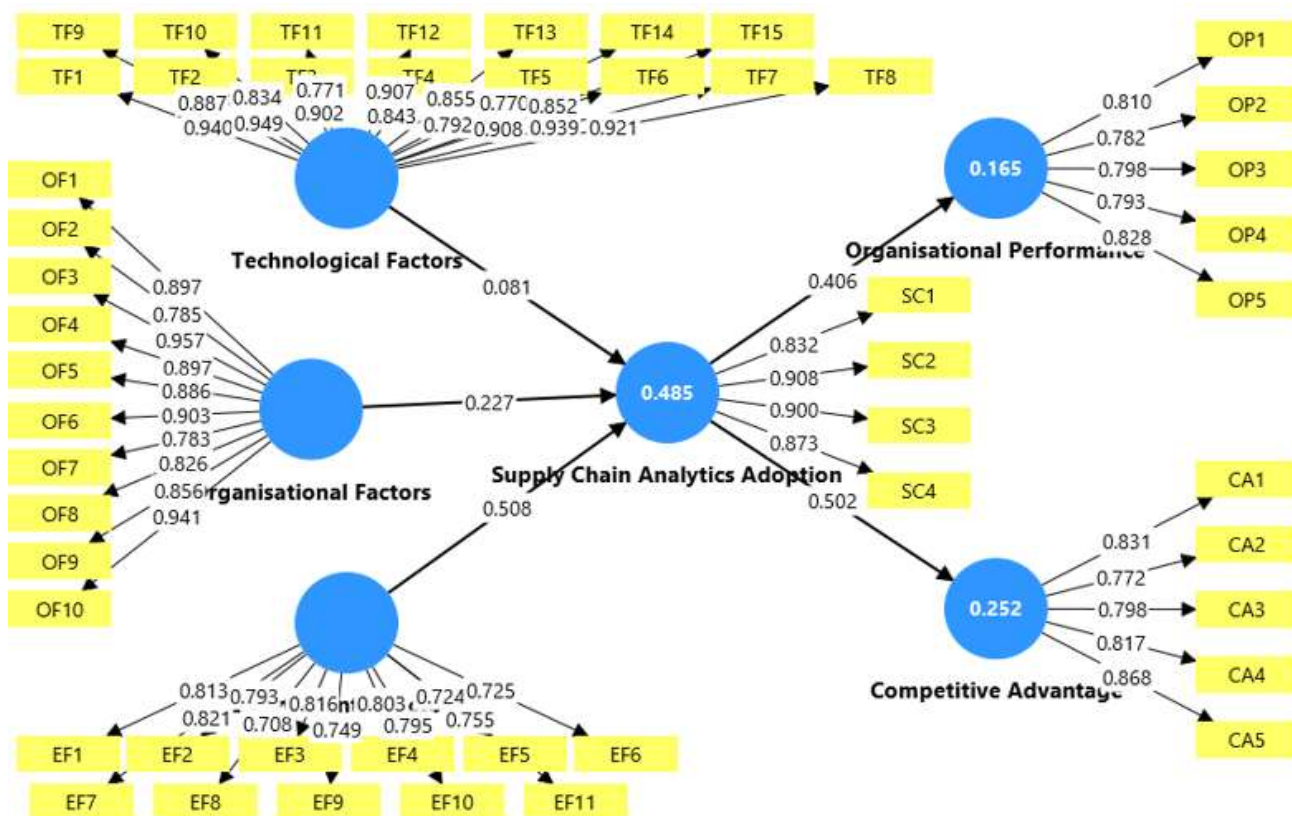 TF9 TF10 TF11 TF12 TF13 TF14 TF15
TF1 TF2 TF4 TF5 TF6 TF7 TF8
0.887 0.834 0.771 0.907 0.855 0.770 0.852
0.940 0.949 0.902 0.843 0.792 0.908 0.939 0.921
Technological Factors
0.081
OF1
OF2
OF3
OF4
OF5
OF6
OF7
OF8
OF9
OF10
0.897
0.785
0.957
0.897
0.886
0.903
0.783
0.826
0.856
0.941
rganisational Factors
0.227
0.508
0.813 0.793 0.816 0.803 0.724 0.725
0.821 0.708 0.749 0.795 0.755
EF1 EF2 EF3 EF4 EF5 EF6
EF7 EF8 EF9 EF10 EF11
0.485
Supply Chain Analytics Adoption
0.832
0.908
0.900
0.873
SC1
SC2
SC3
SC4
0.406
0.502
0.165
Organisational Performance
0.810
0.782
0.798
0.793
0.828
OP1
OP2
OP3
OP4
OP5
0.252
Competitive Advantage
0.831
0.772
0.798
0.817
0.868
CA1
CA2
CA3
CA4
CA5